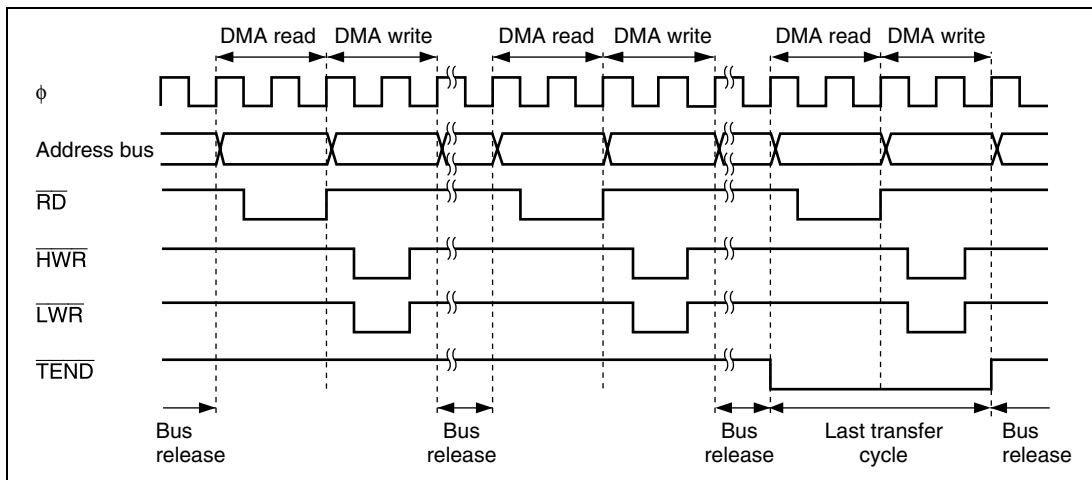 DMA read DMA write DMA read DMA write DMA read DMA write
ϕ
Address bus
RD
HWR
LWR
TEND
Bus release Bus release Bus release Last transfer cycle Bus release